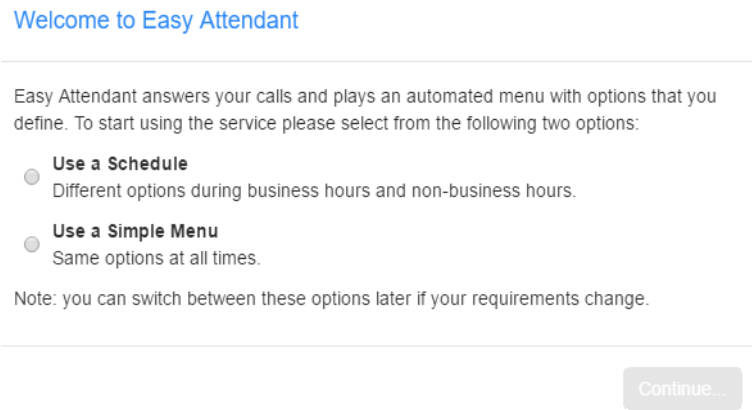 Welcome to Easy Attendant
Easy Attendant answers your calls and plays an automated menu with options that you
define. To start using the service please select from the following two options:
Use a Schedule
Different options during business hours and non-business hours.
Use a Simple Menu
Same options at all times.
Note: you can switch between these options later if your requirements change.
Continue...